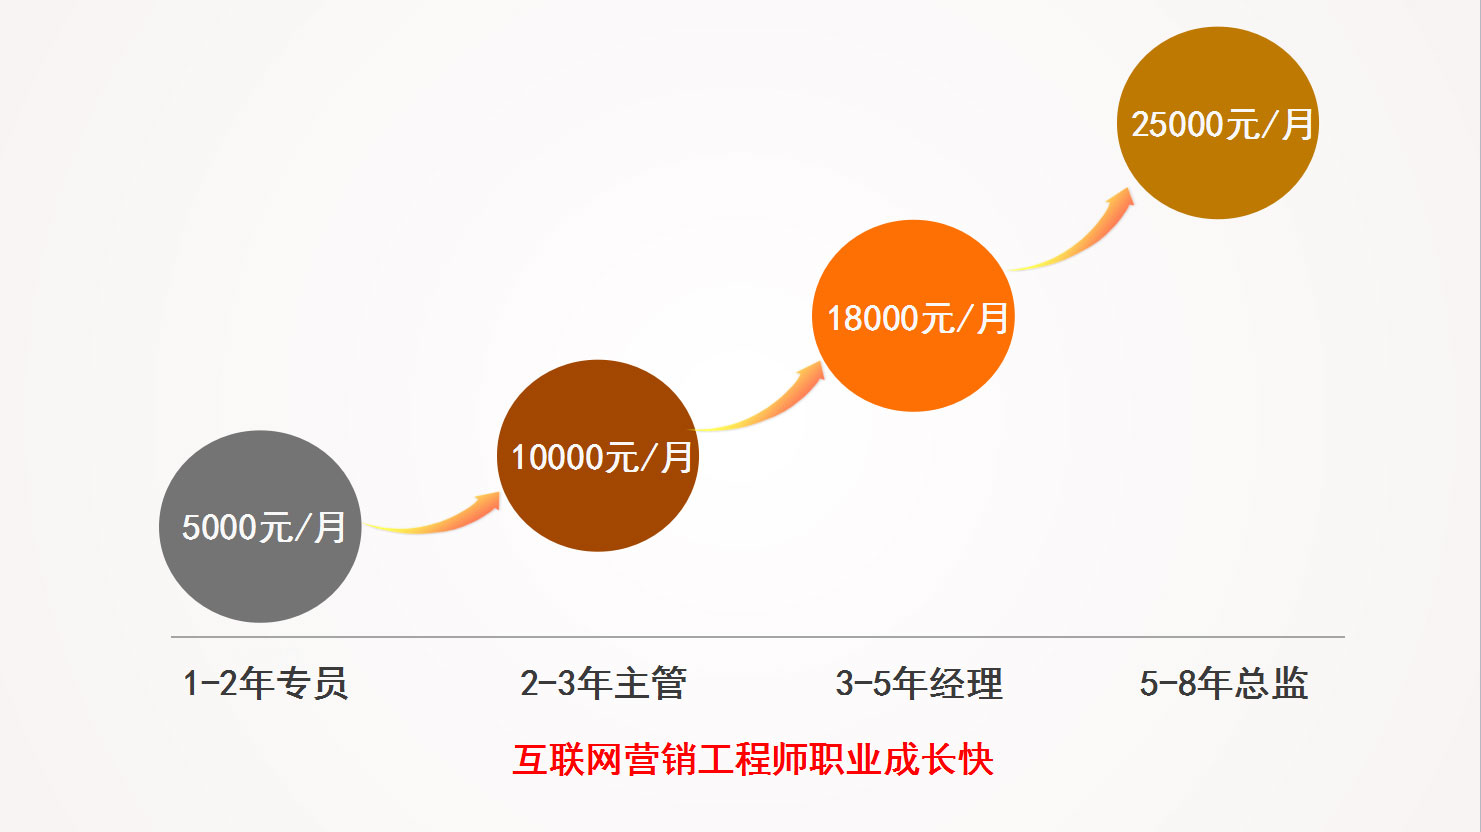 25000元/月
18000元/月
10000元/月
5000元/月
1-2年专员 2-3年主管 3-5年经理 5-8年总监
互联网营销工程师职业成长快